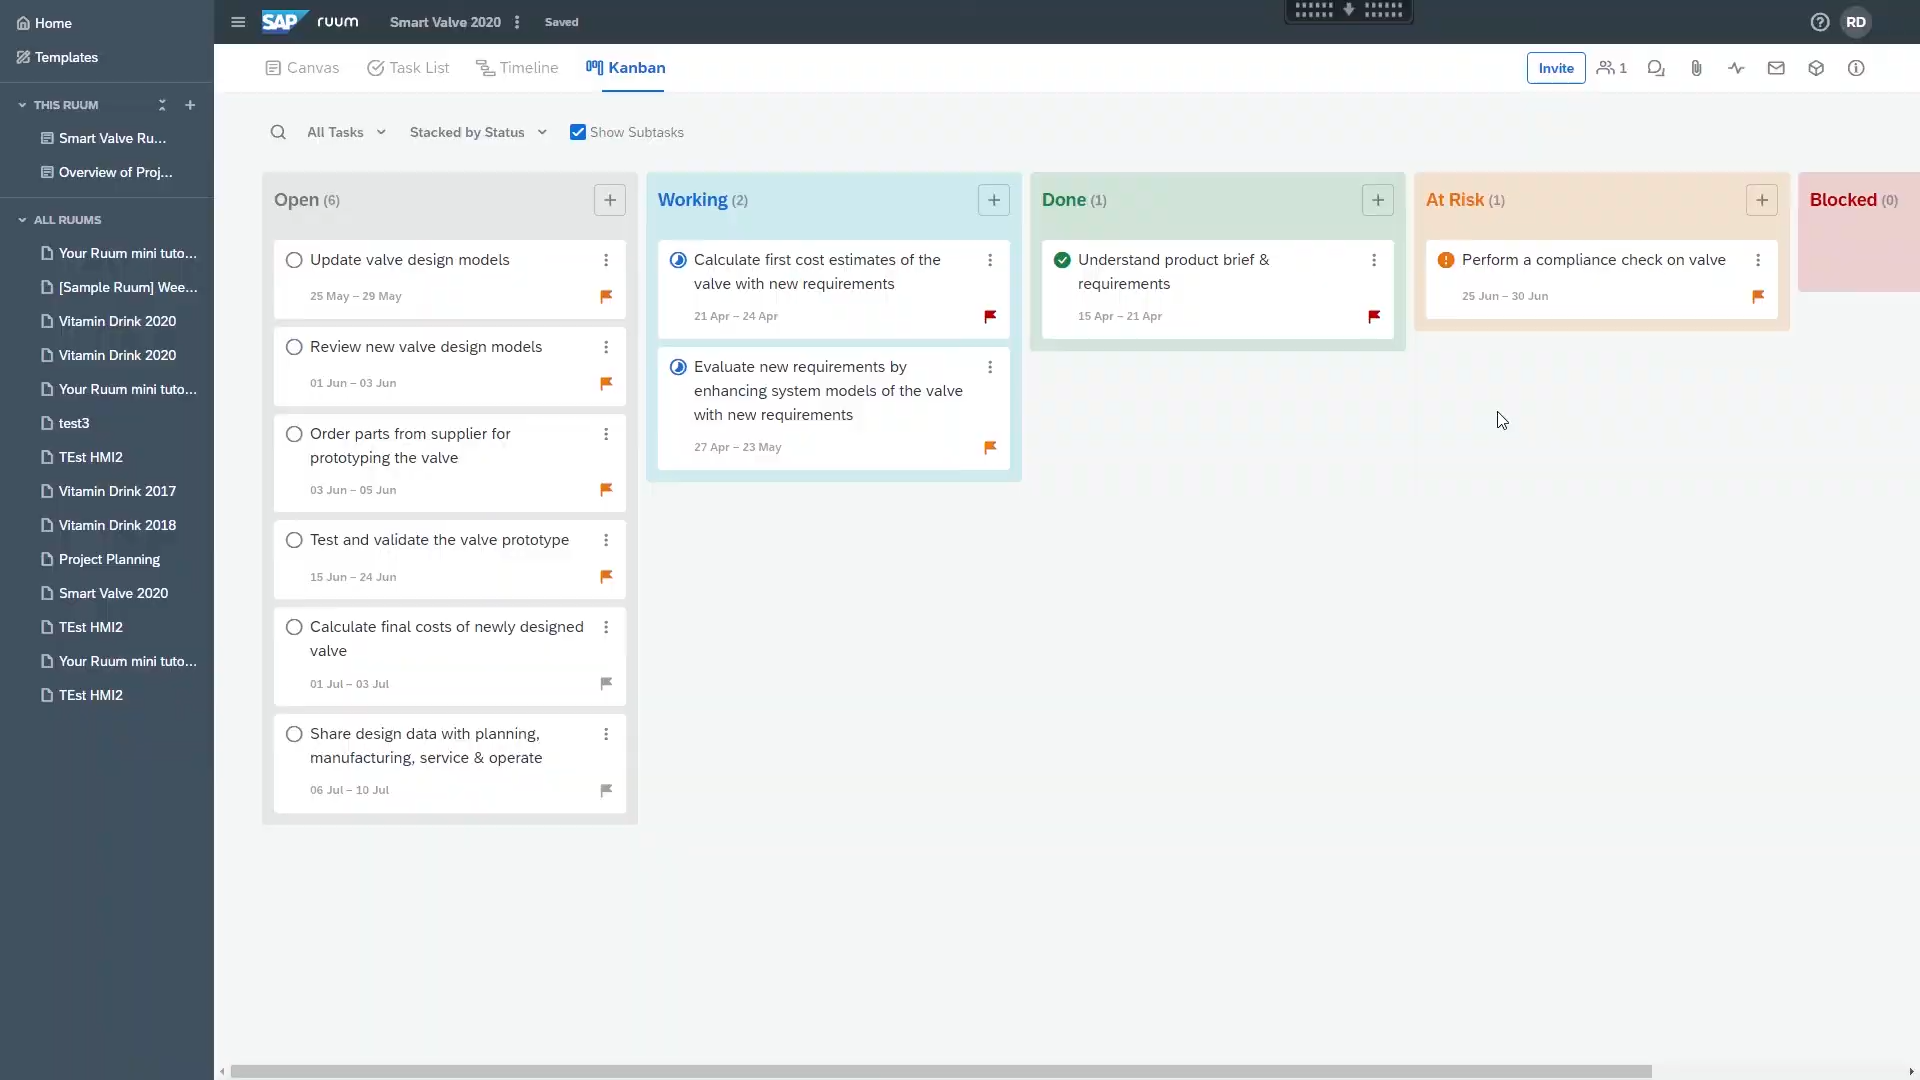 Home
Templates
THIS RUUM
Smart Valve Ru...
Overview of Proj...
ALL RUUMS
Your Ruum mini tuto...
[Sample Ruum] Wee...
Vitamin Drink 2020
Vitamin Drink 2020
Your Ruum mini tuto...
test3
TEst HMI2
Vitamin Drink 2017
Vitamin Drink 2018
Project Planning
Smart Valve 2020
TEst HMI2
Your Ruum mini tuto...
TEst HMI2
SAP ruum Smart Valve 2020 Saved RD
Canvas Task List Timeline Kanban Invite 1
All Tasks Stacked by Status Show Subtasks
Open (6)
Update valve design models
25 May – 29 May
Review new valve design models
01 Jun – 03 Jun
Order parts from supplier for
prototyping the valve
03 Jun – 05 Jun
Test and validate the valve prototype
15 Jun – 24 Jun
Calculate final costs of newly designed
valve
01 Jul – 03 Jul
Share design data with planning,
manufacturing, service & operate
06 Jul – 10 Jul
Working (2)
Calculate first cost estimates of the
valve with new requirements
21 Apr – 24 Apr
Evaluate new requirements by
enhancing system models of the valve
with new requirements
27 Apr – 23 May
Done (1)
Understand product brief &
requirements
15 Apr – 21 Apr
At Risk (1)
Perform a compliance check on valve
25 Jun – 30 Jun
Blocked (0)